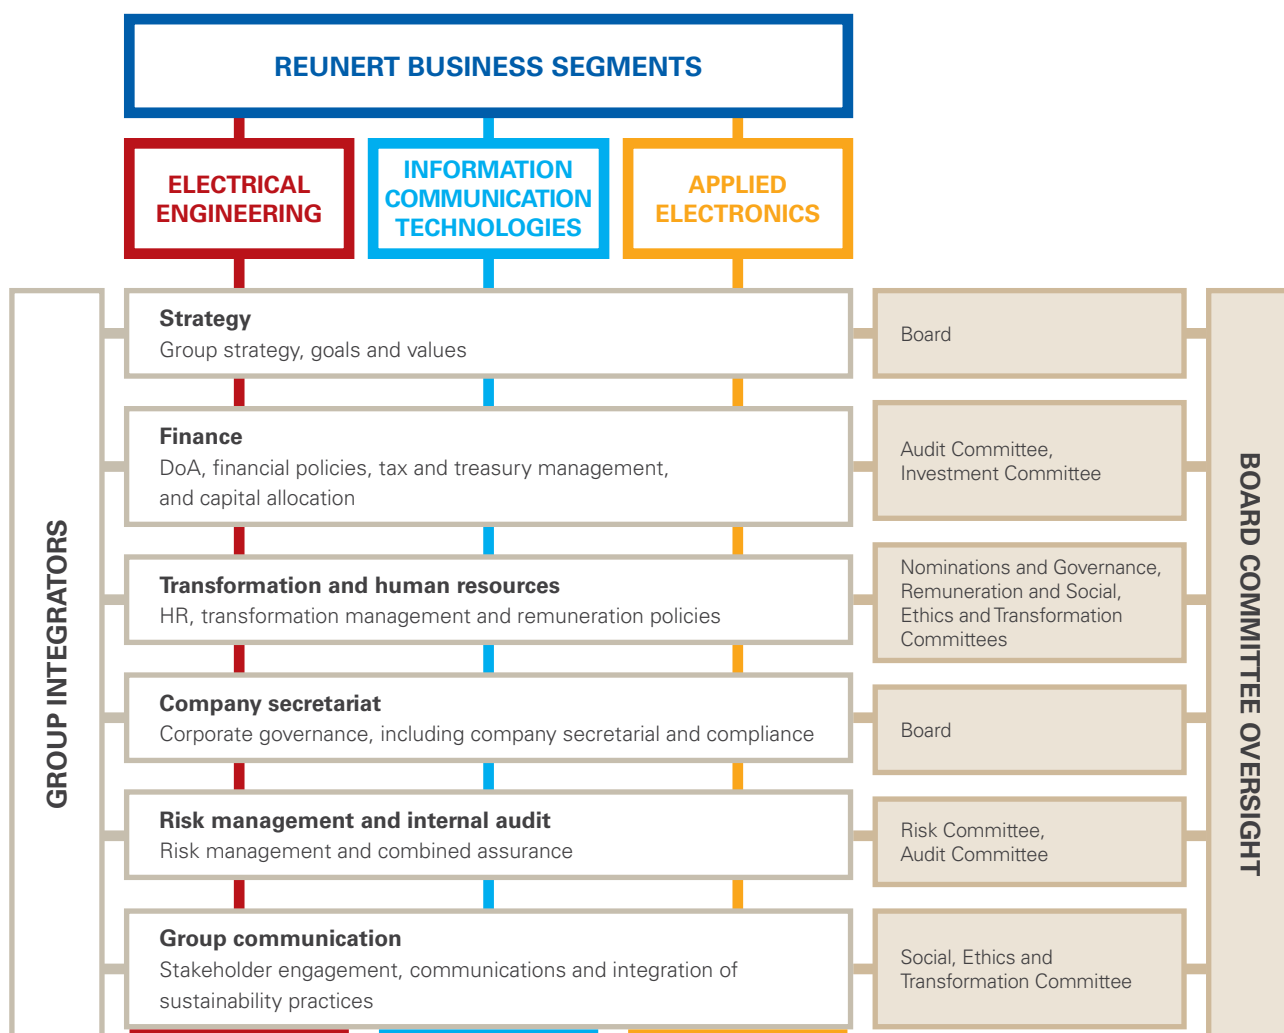 REUNERT BUSINESS SEGMENTS
ELECTRICAL
ENGINEERING
INFORMATION
COMMUNICATION
TECHNOLOGIES
APPLIED
ELECTRONICS
GROUP INTEGRATORS
Strategy
Group strategy, goals and values
Board
Finance
DoA, financial policies, tax and treasury management,
and capital allocation
Audit Committee,
Investment Committee
Transformation and human resources
HR, transformation management and remuneration policies
Nominations and Governance,
Remuneration and Social,
Ethics and Transformation
Committees
Company secretariat
Corporate governance, including company secretarial and compliance
Board
Risk management and internal audit
Risk management and combined assurance
Risk Committee,
Audit Committee
Group communication
Stakeholder engagement, communications and integration of
sustainability practices
Social, Ethics and
Transformation Committee
BOARD COMMITTEE OVERSIGHT